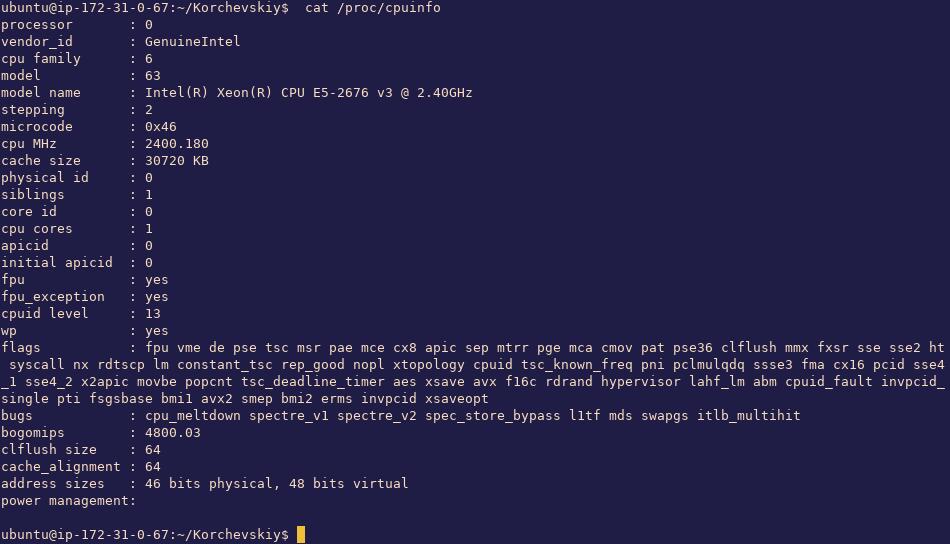 ubuntu@ip-172-31-0-67:~/Korchevskiy$  cat /proc/cpuinfo
processor       : 0
vendor_id       : GenuineIntel
cpu family      : 6
model           : 63
model name      : Intel(R) Xeon(R) CPU E5-2676 v3 @ 2.40GHz
stepping        : 2
microcode       : 0x46
cpu MHz         : 2400.180
cache size      : 30720 KB
physical id     : 0
siblings        : 1
core id         : 0
cpu cores       : 1
apicid          : 0
initial apicid  : 0
fpu             : yes
fpu_exception   : yes
cpuid level     : 13
wp              : yes
flags           : fpu vme de pse tsc msr pae mce cx8 apic sep mtrr pge mca cmov pat pse36 clflush mmx fxsr sse sse2 ht
 syscall nx rdtscp lm constant_tsc rep_good nopl xtopology cpuid tsc_known_freq pni pclmulqdq ssse3 fma cx16 pcid sse4
_1 sse4_2 x2apic movbe popcnt tsc_deadline_timer aes xsave avx f16c rdrand hypervisor lahf_lm abm cpuid_fault invpcid_
single pti fsgsbase bmi1 avx2 smep bmi2 erms invpcid xsaveopt
bugs            : cpu_meltdown spectre_v1 spectre_v2 spec_store_bypass l1tf mds swapgs itlb_multihit
bogomips        : 4800.03
clflush size    : 64
cache_alignment : 64
address sizes   : 46 bits physical, 48 bits virtual
power management:
ubuntu@ip-172-31-0-67:~/Korchevskiy$